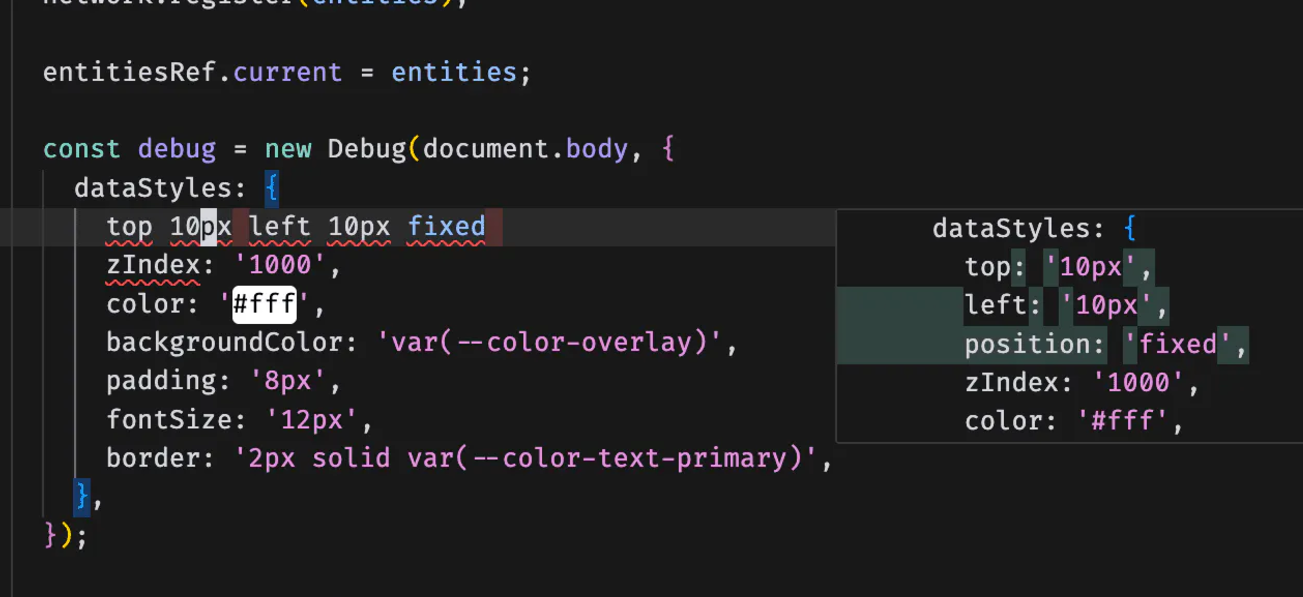 network.register(entities);
entitiesRef.current = entities;
const debug = new Debug(document.body, {
dataStyles: {
top 10px left 10px fixed
zIndex: '1000',
color: '#fff',
backgroundColor: 'var(--color-overlay)',
padding: '8px',
fontSize: '12px',
border: '2px solid var(--color-text-primary)',
},
});
dataStyles: {
top: '10px',
left: '10px',
position: 'fixed',
zIndex: '1000',
color: '#fff',